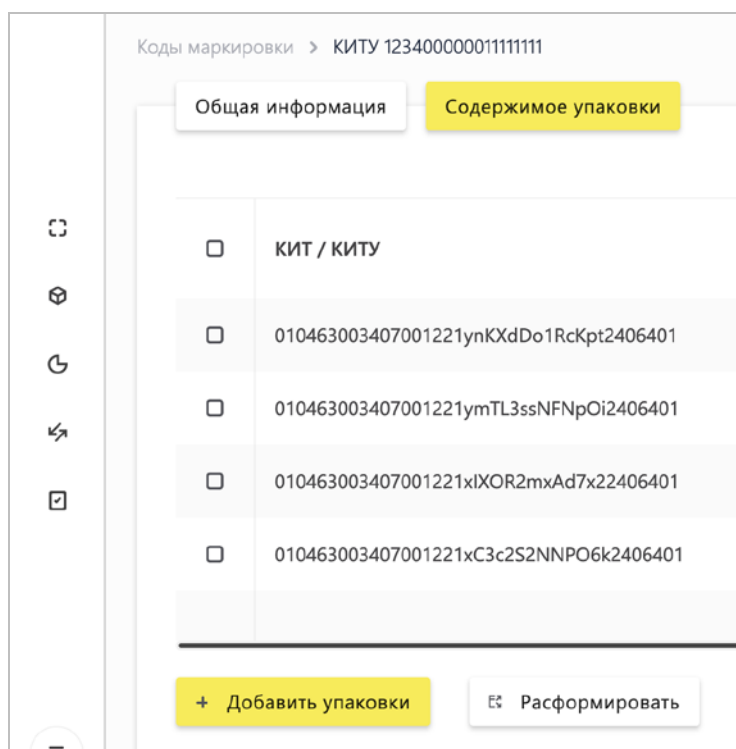 Коды маркировки > КИТУ 123400000011111111
Общая информация Содержимое упаковки
КИТ / КИТУ
010463003407001221ynKXdDo1RcKpt2406401
010463003407001221ymTL3ssNFNpOi2406401
010463003407001221xIXOR2mxAd7x22406401
010463003407001221xC3c2S2NNPO6k2406401
+ Добавить упаковки Расформировать